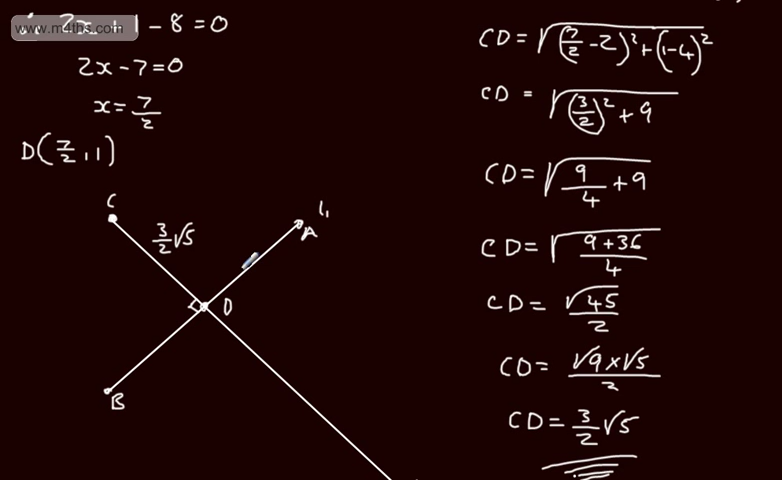 www.m4ths.com
∴ 2x + 1 - 8 = 0
2x - 7 = 0
x = 7/2
D(7/2, 1)
C
3/2 √5
l₁
A
D
B
CD = √((7/2 - 2)² + (1-4)²)
CD = √((3/2)² + 9)
CD = √(9/4 + 9)
CD = √((9+36)/4)
CD = √45/2
CD = (√9 × √5)/2
CD = 3/2 √5